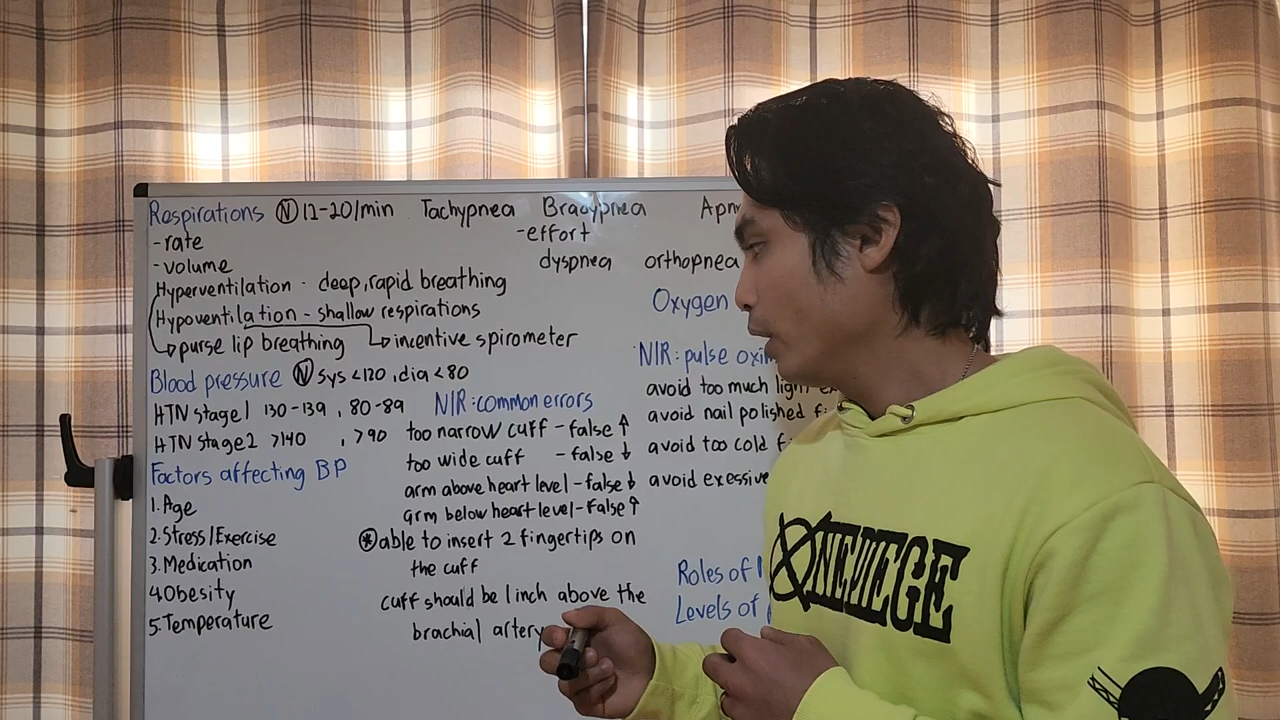 Respirations Ⓝ 12-20/min Tachypnea Bradypnea
-rate -effort
-volume dyspnea orthopnea
Hyperventilation - deep, rapid breathing
Hypoventilation - shallow respirations
purse lip breathing → incentive spirometer
Oxygen
Blood pressure Ⓝ sys <120, dia <80
HTN stage 1 130-139, 80-89
HTN stage 2 >140, >90
Factors affecting BP
1. Age
2. Stress/Exercise
3. Medication
4. Obesity
5. Temperature
NIR: common errors
too narrow cuff - false ↑
too wide cuff - false ↓
arm above heart level - false ↓
arm below heart level - False ↑
* able to insert 2 fingertips on
the cuff
cuff should be 1 inch above the
brachial artery
NIR: pulse
avoid too much light
avoid nail polished
avoid too cold
avoid exessive
Roles of
Levels of